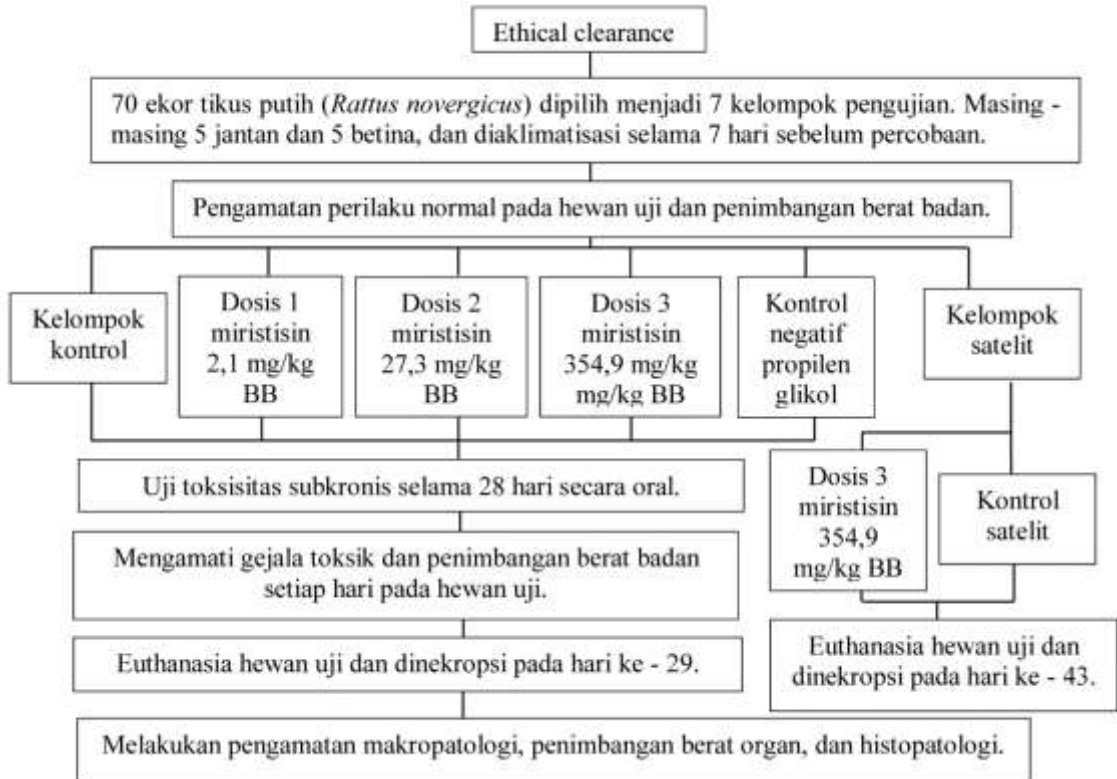 Ethical clearance
70 ekor tikus putih (Rattus novergicus) dipilih menjadi 7 kelompok pengujian. Masing -
masing 5 jantan dan 5 betina, dan diaklimatisasi selama 7 hari sebelum percobaan.
Pengamatan perilaku normal pada hewan uji dan penimbangan berat badan.
Kelompok
kontrol
Dosis 1
miristisin
2,1 mg/kg
BB
Dosis 2
miristisin
27,3 mg/kg
BB
Dosis 3
miristisin
354,9 mg/kg
mg/kg BB
Kontrol
negatif
propilen
glikol
Kelompok
satelit
Uji toksisitas subkronis selama 28 hari secara oral.
Mengamati gejala toksik dan penimbangan berat badan
setiap hari pada hewan uji.
Euthanasia hewan uji dan dinekropsi pada hari ke - 29.
Dosis 3
miristisin
354,9
mg/kg BB
Kontrol
satelit
Euthanasia hewan uji dan
dinekropsi pada hari ke - 43.
Melakukan pengamatan makropatologi, penimbangan berat organ, dan histopatologi.